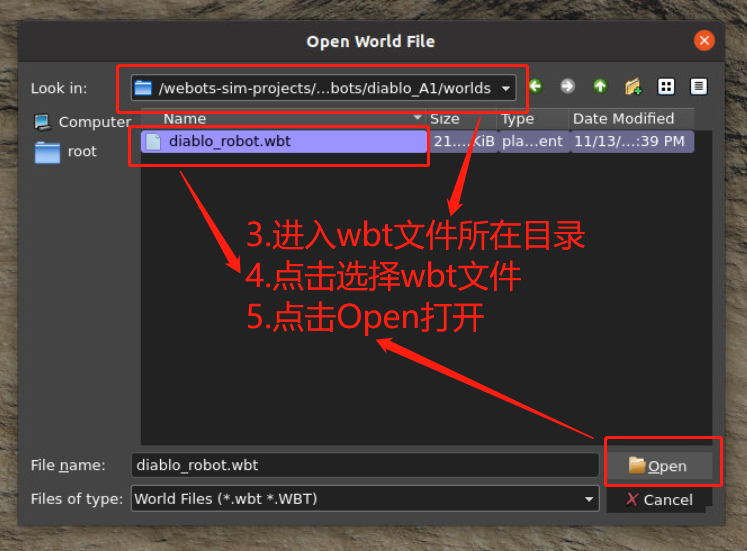 Open World File
Look in:
/webots-sim-projects/...bots/diablo_A1/worlds
Computer
root
Name Size Type Date Modified
diablo_robot.wbt 21....KiB pla...ent 11/13/...:39 PM
3.进入wbt文件所在目录
4.点击选择wbt文件
5.点击Open打开
File name: diablo_robot.wbt Open
Files of type: World Files (*.wbt *.WBT) Cancel